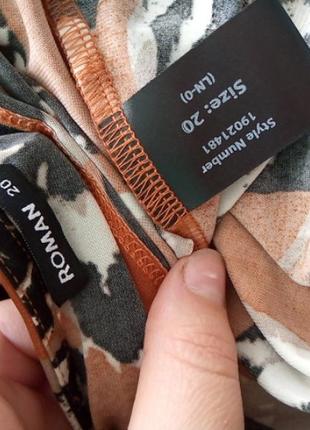 Style Number
19021481
Size: 20
(LN-0)
ROMAN
20